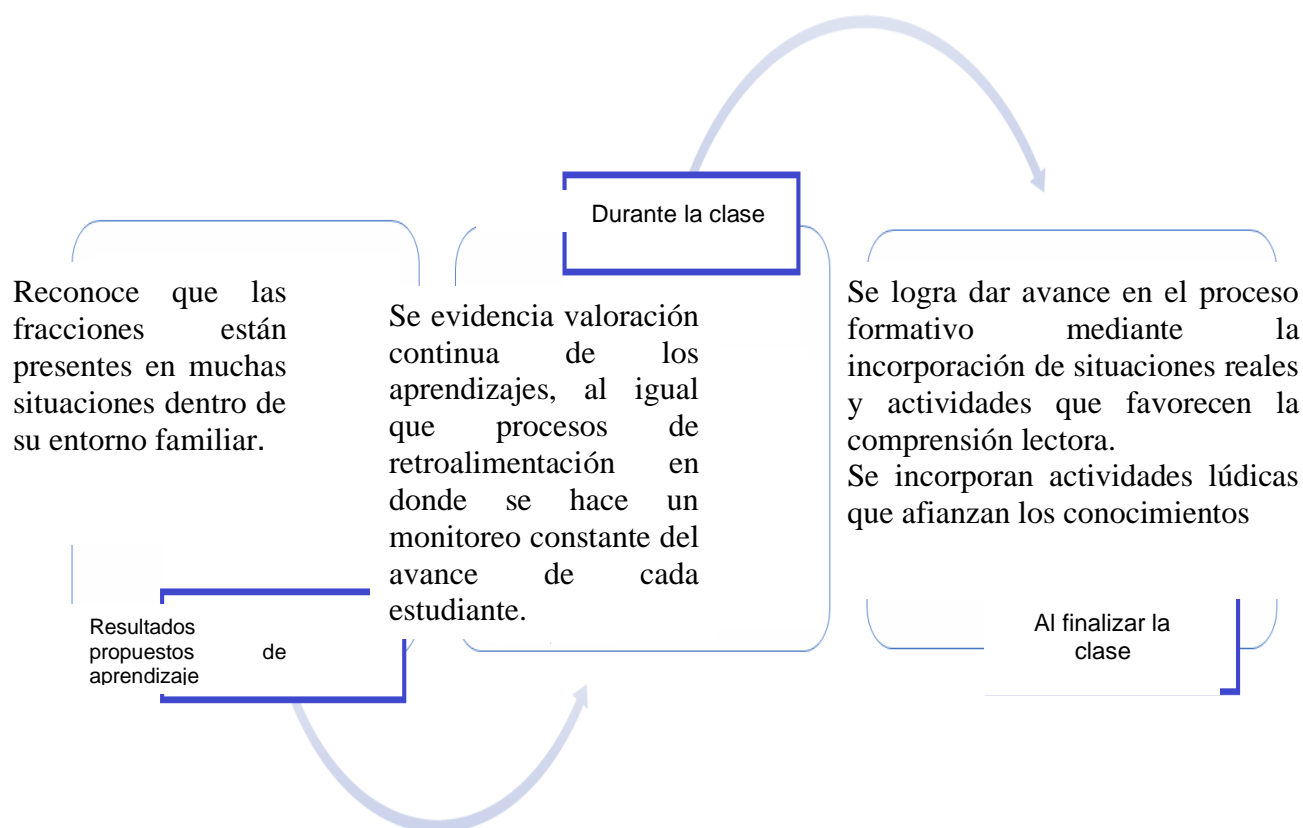 Reconoce que las
fracciones están
presentes en muchas
situaciones dentro de
su entorno familiar.
Resultados
propuestos de
aprendizaje
Durante la clase
Se evidencia valoración
continua de los
aprendizajes, al igual
que procesos de
retroalimentación en
donde se hace un
monitoreo constante del
avance de cada
estudiante.
Se logra dar avance en el proceso
formativo mediante la
incorporación de situaciones reales
y actividades que favorecen la
comprensión lectora.
Se incorporan actividades lúdicas
que afianzan los conocimientos
Al finalizar la
clase